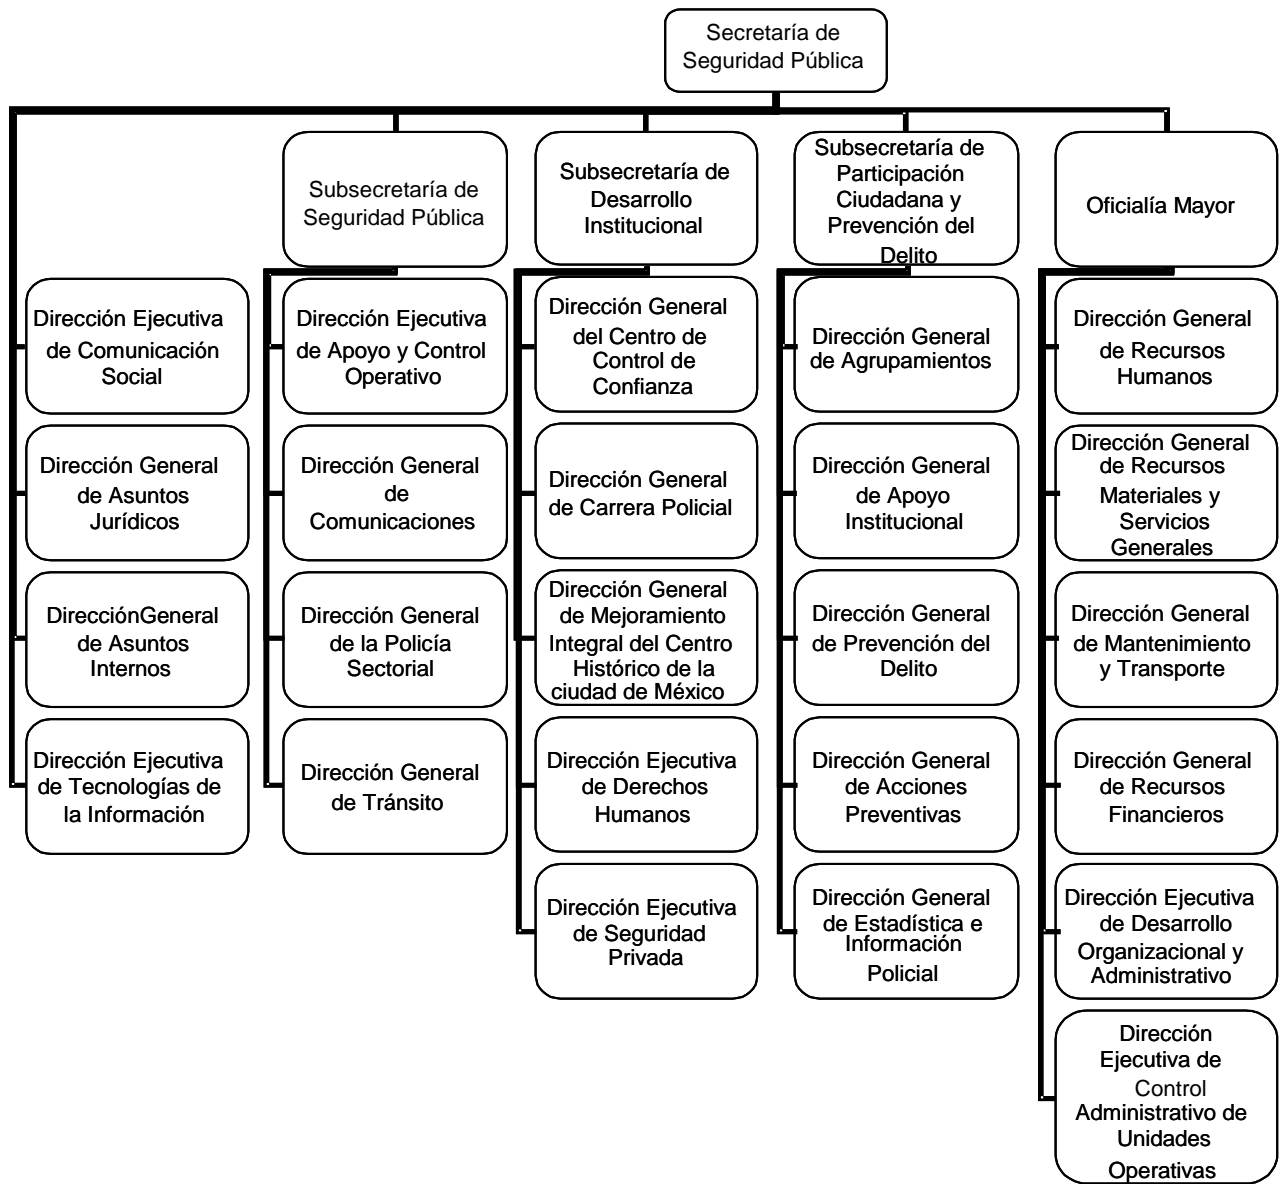 Secretaría de
Seguridad Pública
Subsecretaría de
Seguridad Pública
Subsecretaría de
Desarrollo
Institucional
Subsecretaría de
Participación
Ciudadana y
Prevención del
Delito
Oficialía Mayor
Dirección Ejecutiva
de Comunicación
Social
Dirección General
de Asuntos
Jurídicos
DirecciónGeneral
de Asuntos
Internos
Dirección Ejecutiva
de Tecnologías de
la Información
Dirección Ejecutiva
de Apoyo y Control
Operativo
Dirección General
de
Comunicaciones
Dirección General
de la Policía
Sectorial
Dirección General
de Tránsito
Dirección General
del Centro de
Control de
Confianza
Dirección General
de Carrera Policial
Dirección General
de Mejoramiento
Integral del Centro
Histórico de la
ciudad de México
Dirección Ejecutiva
de Derechos
Humanos
Dirección Ejecutiva
de Seguridad
Privada
Dirección General
de Agrupamientos
Dirección General
de Apoyo
Institucional
Dirección General
de Prevención del
Delito
Dirección General
de Acciones
Preventivas
Dirección General
de Estadística e
Información
Policial
Dirección General
de Recursos
Humanos
Dirección General
de Recursos
Materiales y
Servicios
Generales
Dirección General
de Mantenimiento
y Transporte
Dirección General
de Recursos
Financieros
Dirección Ejecutiva
de Desarrollo
Organizacional y
Administrativo
Dirección
Ejecutiva de
Control
Administrativo de
Unidades
Operativas